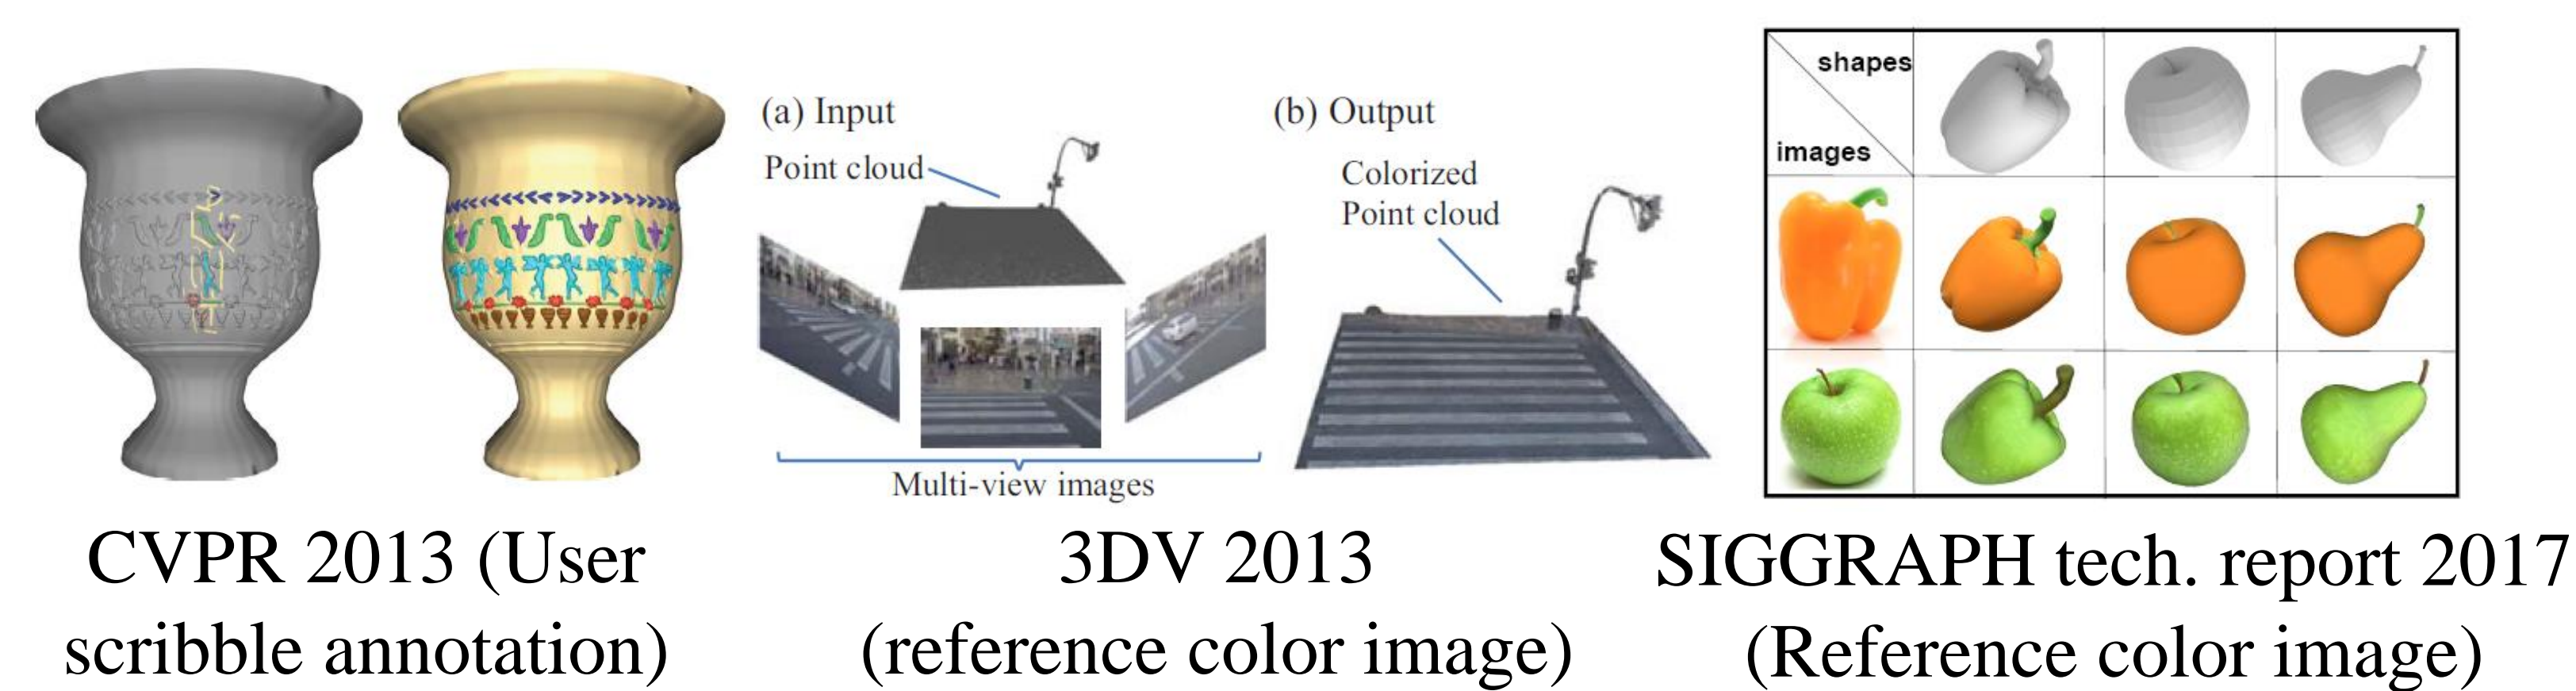 (a) Input
Point cloud
Multi-view images
(b) Output
Colorized
Point cloud
shapes
images
CVPR 2013 (User
scribble annotation)
3DV 2013
(reference color image)
SIGGRAPH tech. report 2017
(Reference color image)